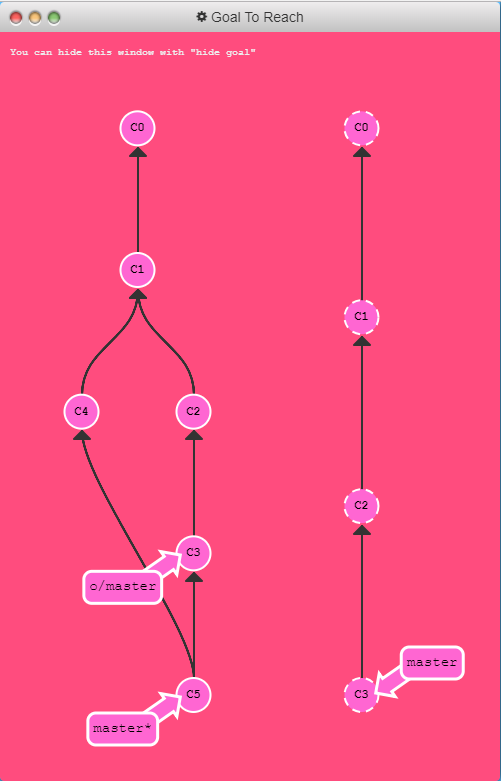 Goal To Reach
You can hide this window with "hide goal"
C0
C0
C1
C1
C4
C2
C2
C3
o/master
master
C5
C3
master*